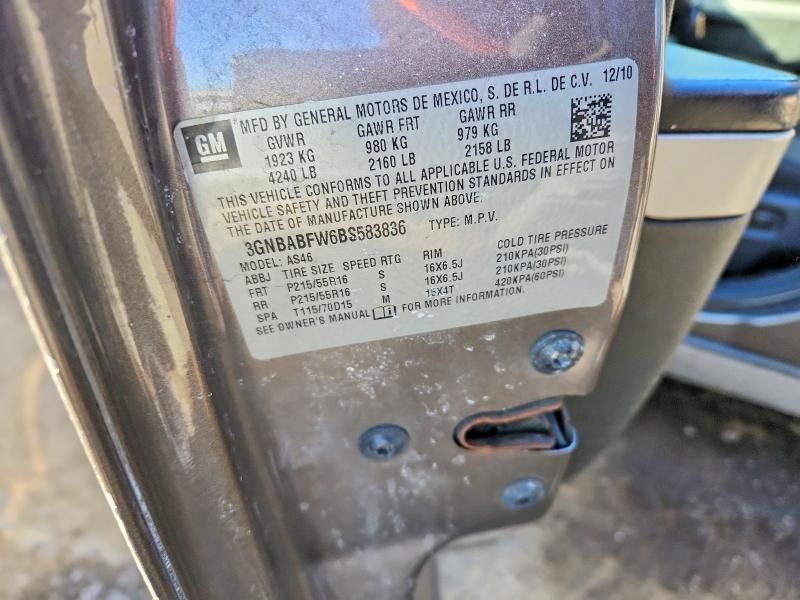 GM
MFD BY GENERAL MOTORS DE MEXICO, S. DE R.L. DE C.V. 12/10
GVWR GAWR FRT GAWR RR
1923 KG 980 KG 979 KG
4240 LB 2160 LB 2158 LB
THIS VEHICLE CONFORMS TO ALL APPLICABLE U.S. FEDERAL MOTOR
VEHICLE SAFETY AND THEFT PREVENTION STANDARDS IN EFFECT ON
THE DATE OF MANUFACTURE SHOWN ABOVE.
3GNBABFW6BS583836 TYPE: M.P.V.
MODEL: AS46
ABBJ TIRE SIZE SPEED RTG RIM COLD TIRE PRESSURE
FRT P215/55R16 S 16X6.5J 210KPA(30PSI)
RR P215/55R16 S 16X6.5J 210KPA(30PSI)
SPA T115/70D15 M 15X4T 420KPA(60PSI)
SEE OWNER'S MANUAL FOR MORE INFORMATION.